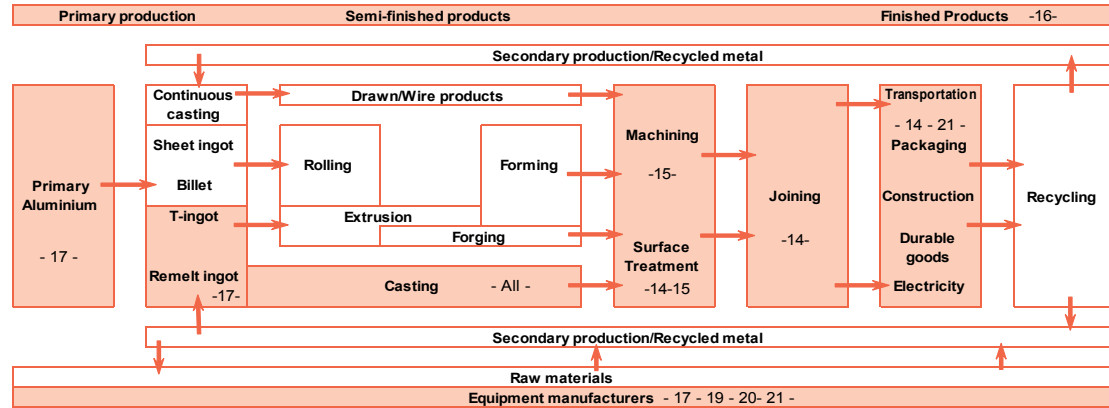 Primary production
Semi-finished products
Finished Products -16-
Secondary production/Recycled metal
Primary
Aluminium
- 17 -
Continuous
casting
Sheet ingot
Billet
T-ingot
Remelt ingot
-17-
Drawn/Wire products
Rolling
Forming
Extrusion
Forging
Casting - All -
Machining
-15-
Surface
Treatment
-14-15
Joining
-14-
Transportation
- 14 - 21 -
Packaging
Construction
Durable
goods
Electricity
Recycling
Secondary production/Recycled metal
Raw materials
Equipment manufacturers - 17 - 19 - 20- 21 -